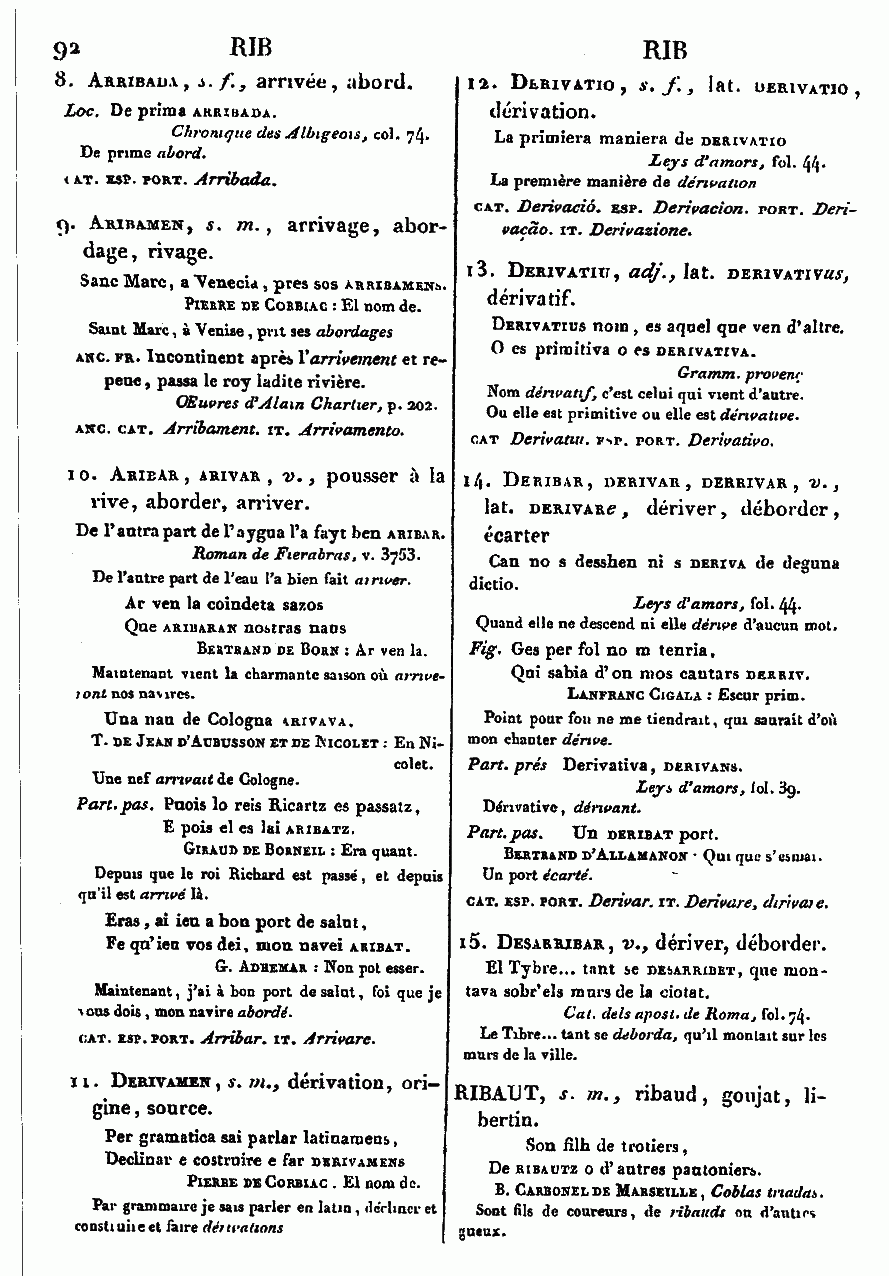 92 RIB
8. ARRIBADA, s. f., arrivée, abord.
Loc. De prima ARRIBADA.
Chronique des Albigeois, col. 74.
De prime abord.
CAT. ESP. PORT. Arribada.
9. ARIBAMEN, s. m., arrivage, abor-
dage, rivage.
Sanc Marc, a Venecia, pres sos ARRIBAMENS.
PIERRE DE CORBIAC : El nom de.
Saint Marc, à Venise, prit ses abordages
ANC. FR. Incontinent après l'arrivement et re-
pene, passa le roy ladite rivière.
Œuvres d'Alain Chartier, p. 202.
ANC. CAT. Arribament. IT. Arrivamento.
10. ARIBAR, ARIVAR, v., pousser à la
rive, aborder, arriver.
De l'autra part de l'aygua l'a fayt ben ARIBAR.
Roman de Fierabras, v. 3753.
De l'autre part de l'eau l'a bien fait arriver.
Ar ven la coindeta sazos
Que ARIBARAN nostras naus
BERTRAND DE BORN : Ar ven la.
Maintenant vient la charmante saison où arrive-
ront nos navires.
Una nau de Cologna ARIVAVA.
T. DE JEAN D'AUBUSSON ET DE NICOLET : En Ni-
colet.
Une nef arrivait de Cologne.
Part. pas. Puois lo reis Ricartz es passatz,
E pois el es lai ARIBATZ.
GIRAUD DE BORNEIL : Era quant.
Depuis que le roi Richard est passé, et depuis
qu'il est arrivé là.
Eras, ai ieu a bon port de salut,
Fe qu'ieu vos dei, mon navei ARIBAT.
G. ADHEMAR : Non pot esser.
Maintenant, j'ai à bon port de salut, foi que je
vous dois, mon navire abordé.
CAT. ESP. PORT. Arribar. IT. Arrivare.
11. DERIVAMEN, s. m., dérivation, ori-
gine, source.
Per gramatica sai parlar latinamens,
Declinar e costruire e far DERIVAMENS
PIERRE DE CORBIAC. El nom de.
Par grammaire je sais parler en latin, décliner et
construire et faire dérivations
RIB
12. DERIVATIO, s. f., lat. DERIVATIO,
dérivation.
La primiera maniera de DERIVATIO
Leys d'amors, fol. 44.
La première manière de dérivation
CAT. Derivació. ESP. Derivacion. PORT. Deri-
vação. IT. Derivazione.
13. DERIVATIU, adj., lat. DERIVATIVus,
dérivatif.
DERIVATIUS nom, es aquel que ven d'altre.
O es primitiva o es DERIVATIVA.
Gramm. provenç
Nom dérivatif, c'est celui qui vient d'autre.
Ou elle est primitive ou elle est dérivative.
CAT Derivatiu. ESP. PORT. Derivativo.
14. DERIBAR, DERIVAR, DERRIVAR, v.,
lat. DERIVARe, dériver, déborder,
écarter
Can no s desshen ni s DERIVA de deguna
dictio.
Leys d'amors, fol. 44.
Quand elle ne descend ni elle dérive d'aucun mot.
Fig. Ges per fol no m tenria,
Qui sabia d'on mos cantars DERRIV.
LANFRANC CIGALA : Escur prim.
Point pour fou ne me tiendrait, qui saurait d'où
mon chanter dérive.
Part. prés Derivativa, DERIVANS.
Leys d'amors, fol. 39.
Dérivative, dérivant.
Part. pas. Un DERIBAT port.
BERTRAND D'ALLAMANON · Qui que s'esmai.
Un port écarté.
CAT. ESP. PORT. Derivar. IT. Derivare, dirivare.
15. DESARRIBAR, v., dériver, déborder.
El Tybre... tant se DESARRIBET, que mon-
tava sobr'els murs de la ciotat.
Cat. dels apost. de Roma, fol. 74.
Le Tibre... tant se deborda, qu'il montait sur les
murs de la ville.
RIBAUT, s. m., ribaud, goujat, li-
bertin.
Son filh de trotiers,
De RIBAUTZ o d'autres pautoniers.
B. CARBONEL DE MARSEILLE, Coblas triadas.
Sont fils de coureurs, de ribauds ou d'autres
gueux.